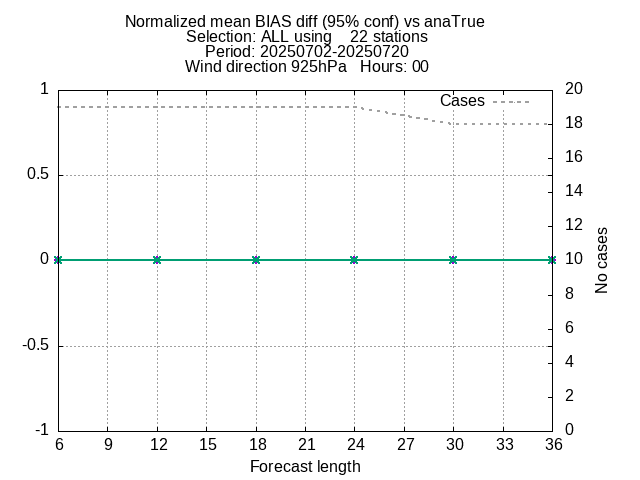 Normalized mean BIAS diff (95% conf) vs anaTrue
Selection: ALL using 22 stations
Period: 20250702-20250720
Wind direction 925hPa Hours: 00
Cases
1
0.5
0
-0.5
-1
20
18
16
14
12
10
8
6
4
2
0
No cases
6 9 12 15 18 21 24 27 30 33 36
Forecast length